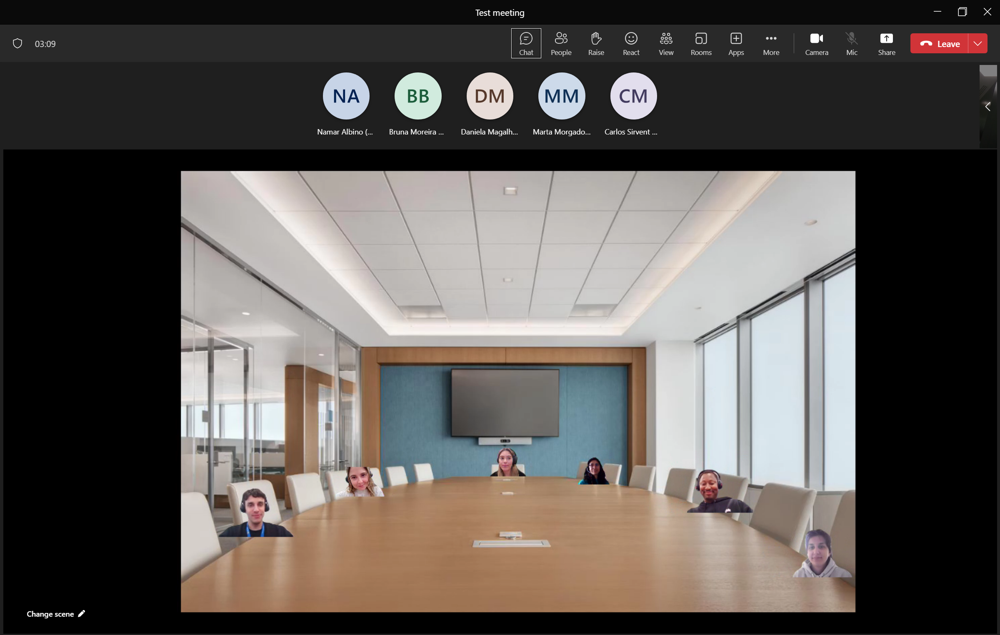 Test meeting
03:09
Chat
People
Raise
React
View
Rooms
Apps
More
Camera
Mic
Share
Leave
NA
BB
DM
MM
CM
Namar Albino (...
Bruna Moreira ...
Daniela Magalh...
Marta Morgado...
Carlos Sirvent ...
Change scene